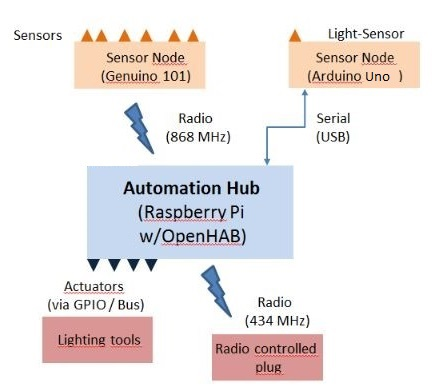 Sensors
Light-Sensor
Sensor Node
(Genuino 101)
Sensor Node
(Arduino Uno )
Radio
(868 MHz)
Serial
(USB)
Automation Hub
(Raspberry Pi
w/OpenHAB)
Actuators
(via GPIO / Bus)
Radio
(434 MHz)
Lighting tools
Radio controlled
plug